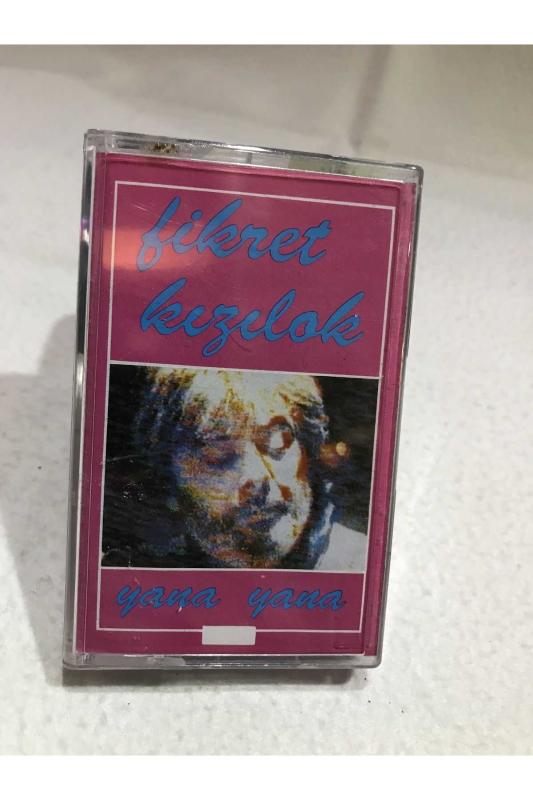 fikret
kızılok
yana yana